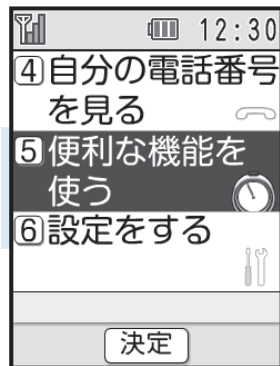 12:30
4自分の電話番号
を見る
5便利な機能を
使う
6設定をする
決定